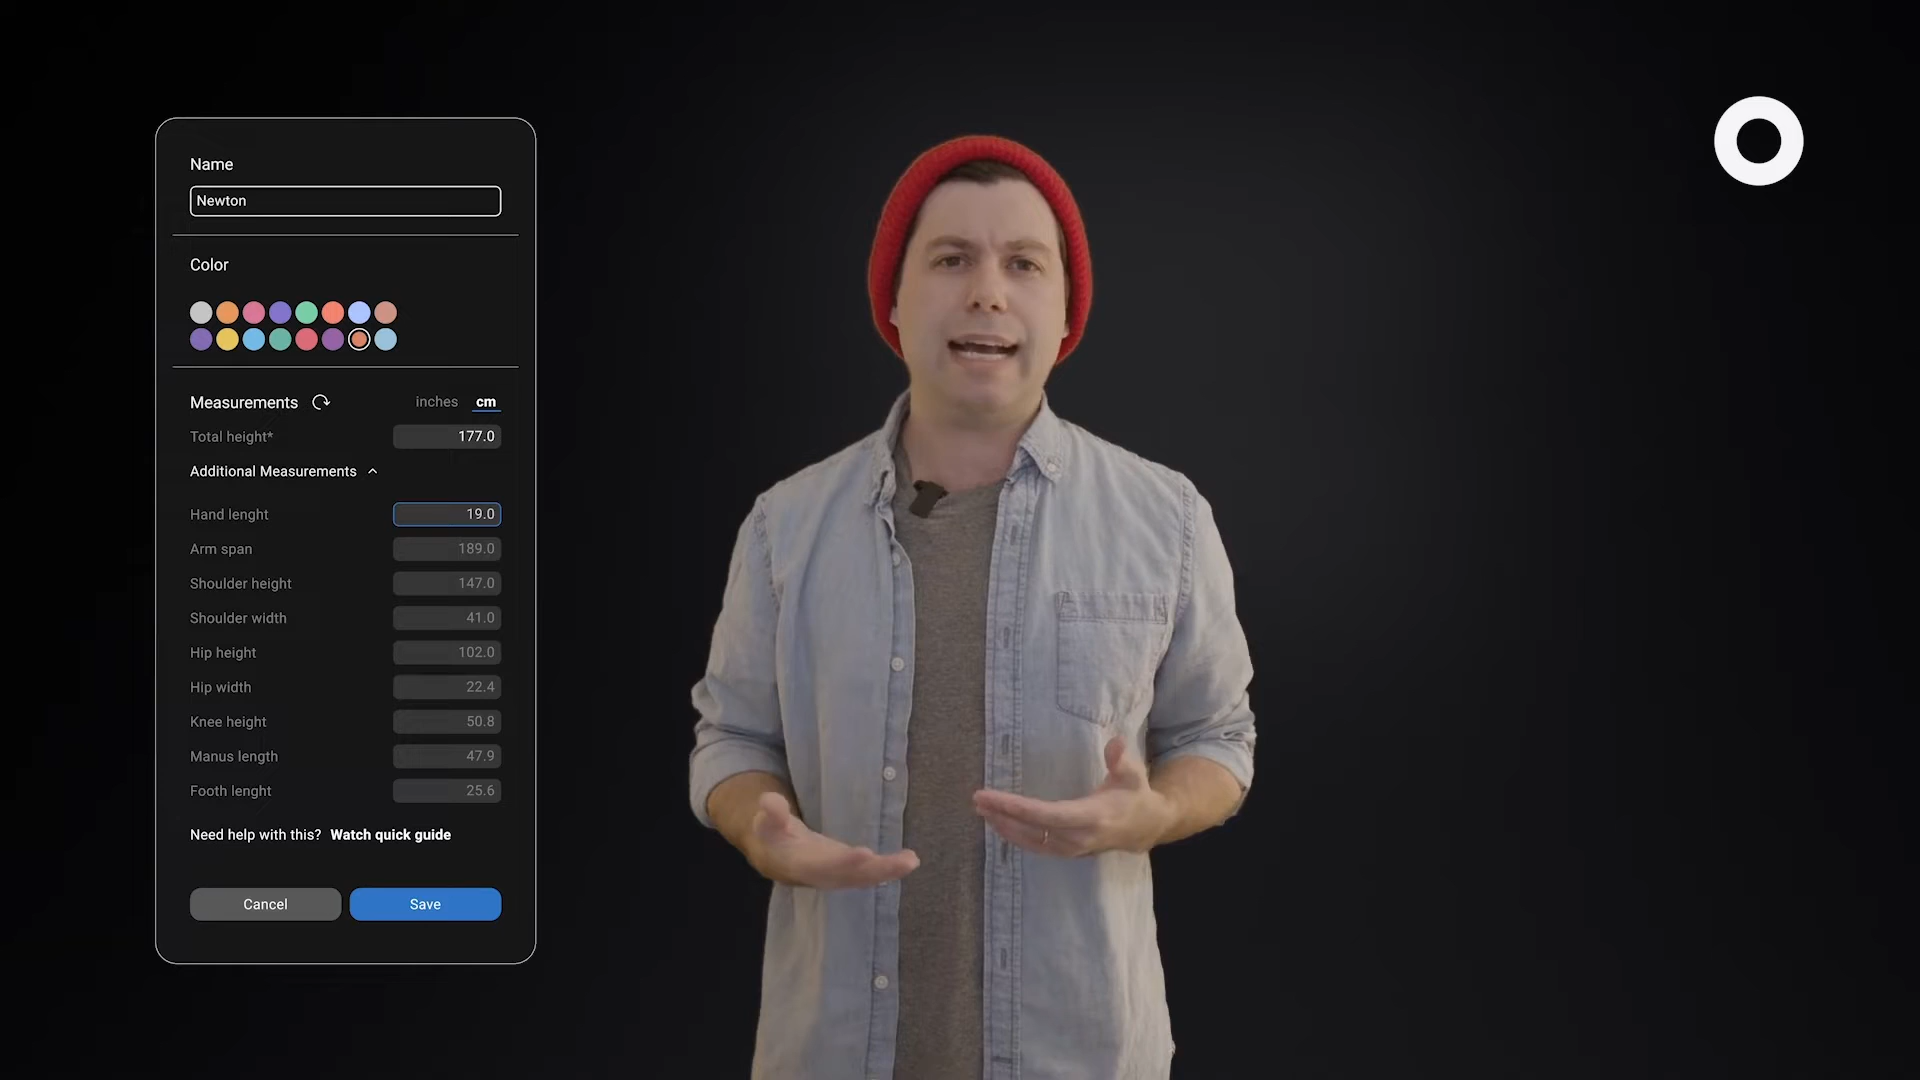 Name
Newton
Color
Measurements inches cm
Total height* 177.0
Additional Measurements
Hand lenght 19.0
Arm span 189.0
Shoulder height 147.0
Shoulder width 41.0
Hip height 102.0
Hip width 22.4
Knee height 50.8
Manus length 47.9
Footh lenght 25.6
Need help with this? Watch quick guide
Cancel Save